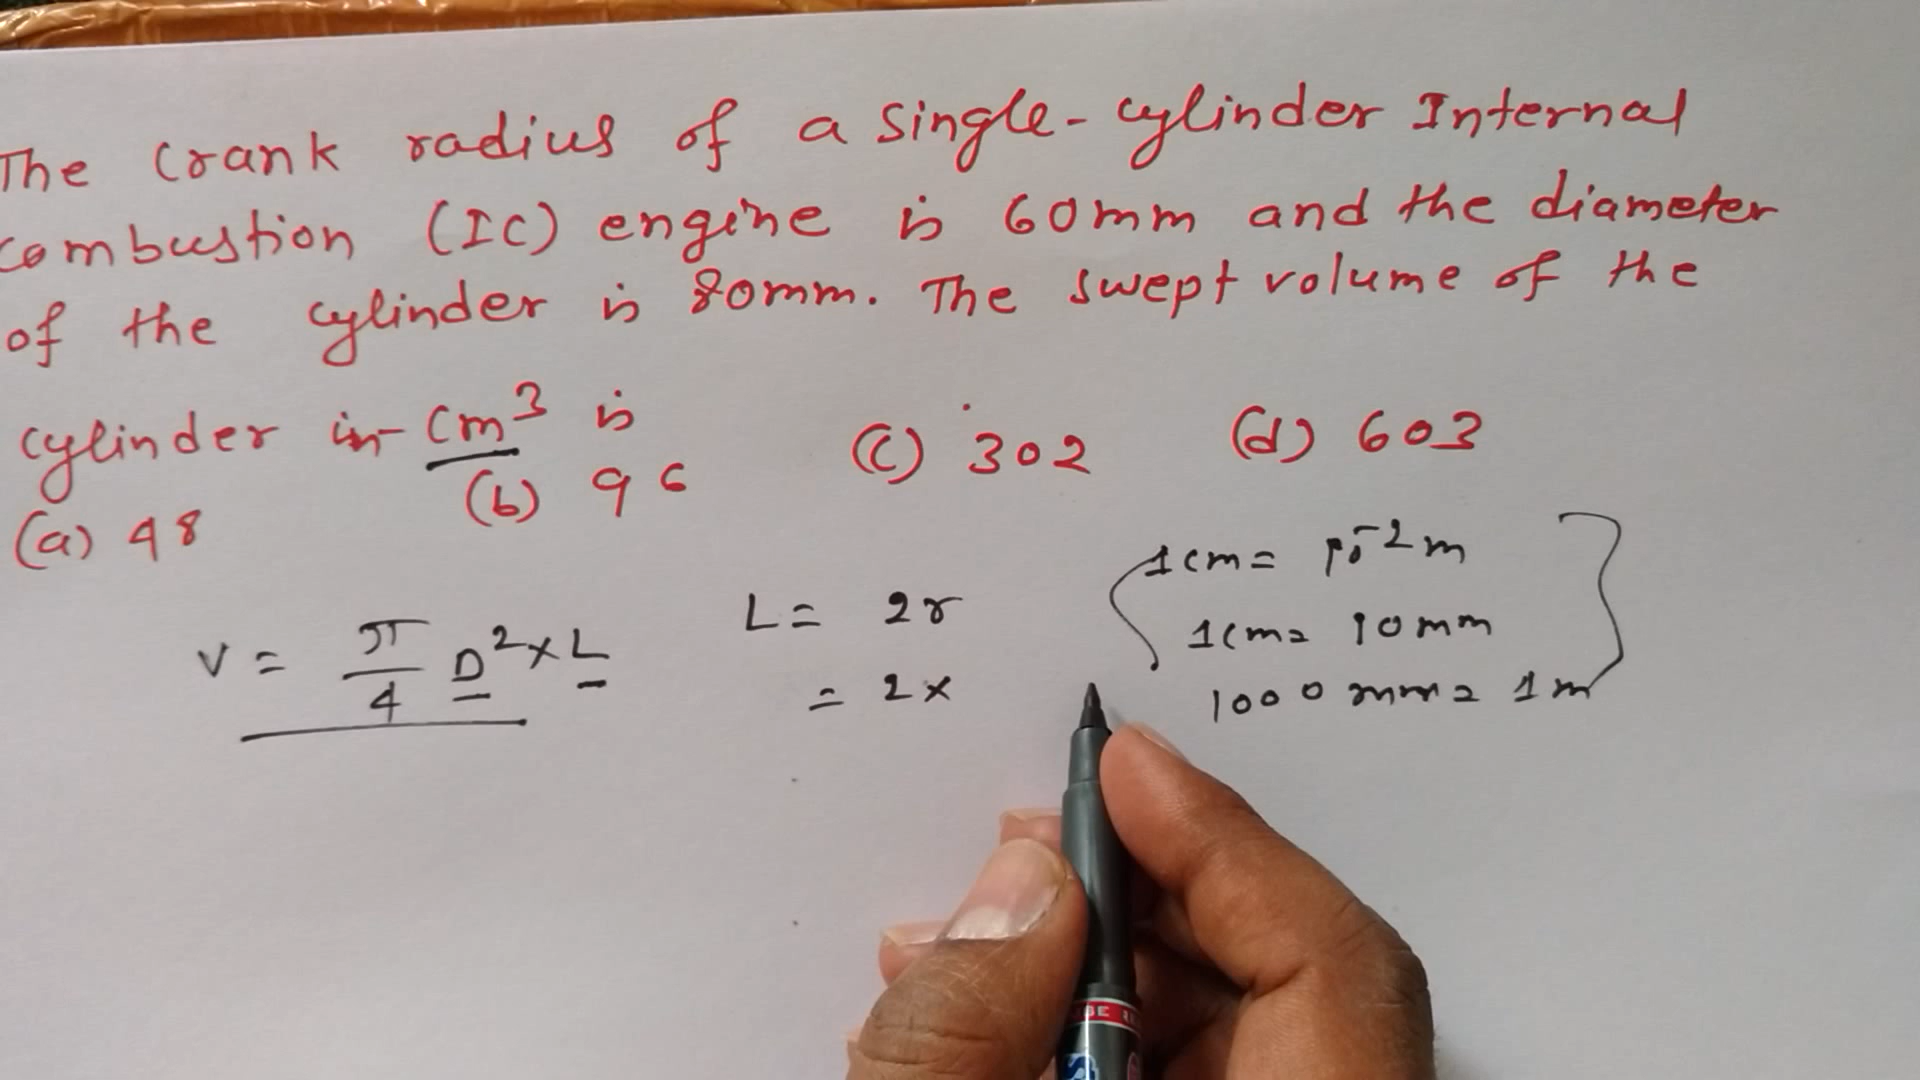 The Crank radius of a single-cylinder Internal
combustion (IC) engine is 60mm and the diameter
of the cylinder is 80mm. The swept volume of the
cylinder in cm³ is
(a) 48 (b) 96 (c) 302 (d) 603
V = π/4 D² × L
L = 2r
= 2 ×
1cm = 10⁻² m
1cm = 10mm
1000 mm = 1m